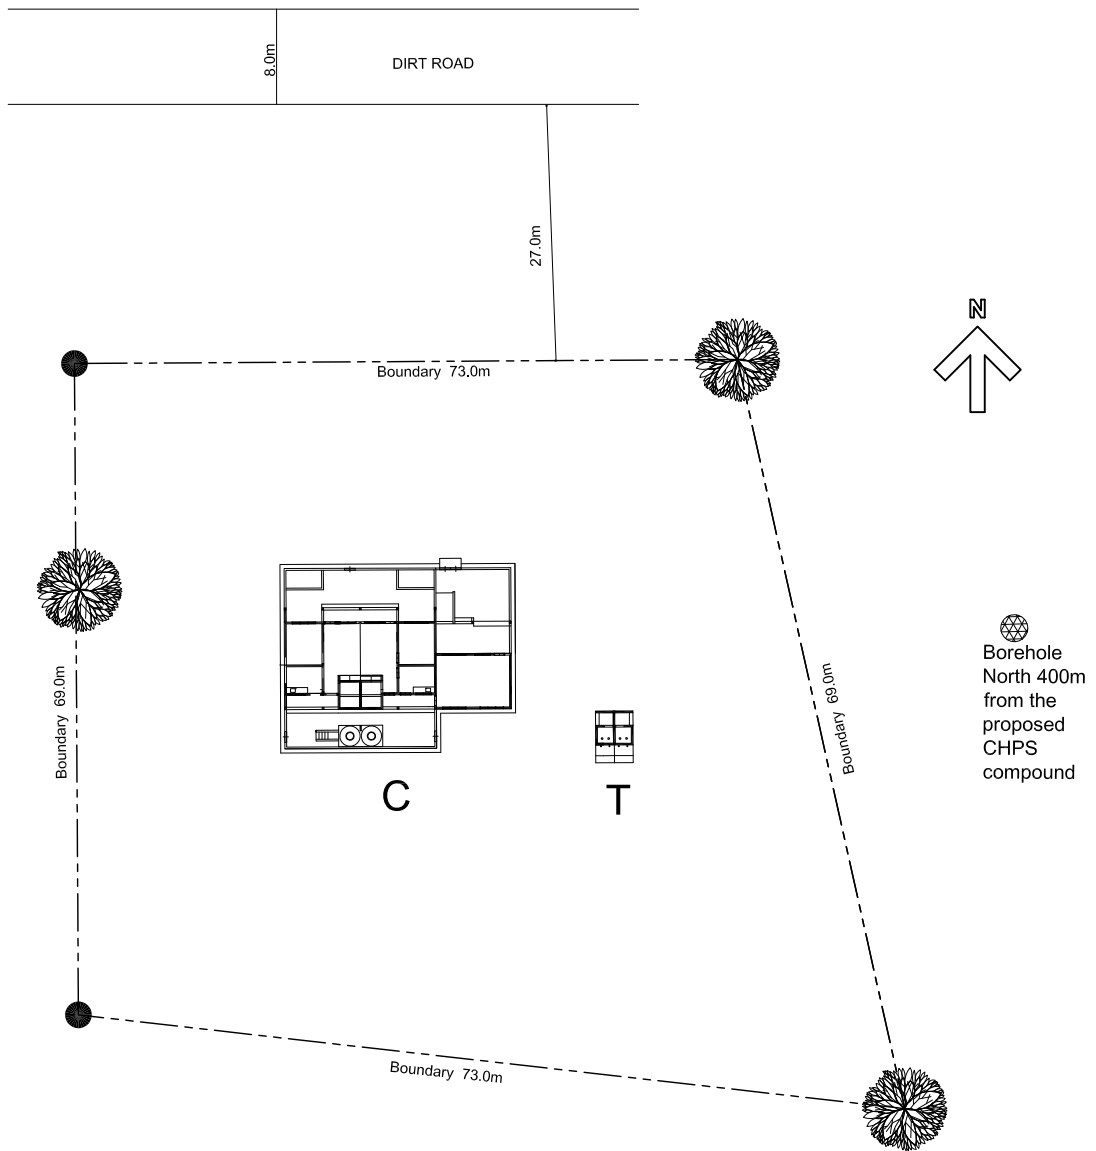 8.0m
DIRT ROAD
27.0m
N
Boundary 73.0m
Boundary 69.0m
Boundary 69.0m
Borehole
North 400m
from the
proposed
CHPS
compound
C
T
Boundary 73.0m